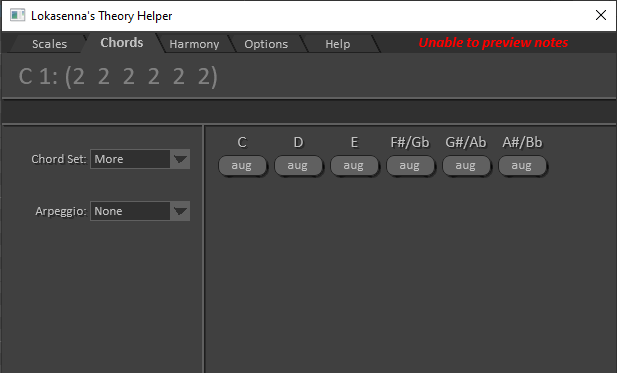 Lokasenna's Theory Helper
Scales Chords Harmony Options Help Unable to preview notes
C 1: (2 2 2 2 2 2)
C D E F#/Gb G#/Ab A#/Bb
Chord Set: More aug aug aug aug aug aug
Arpeggio: None